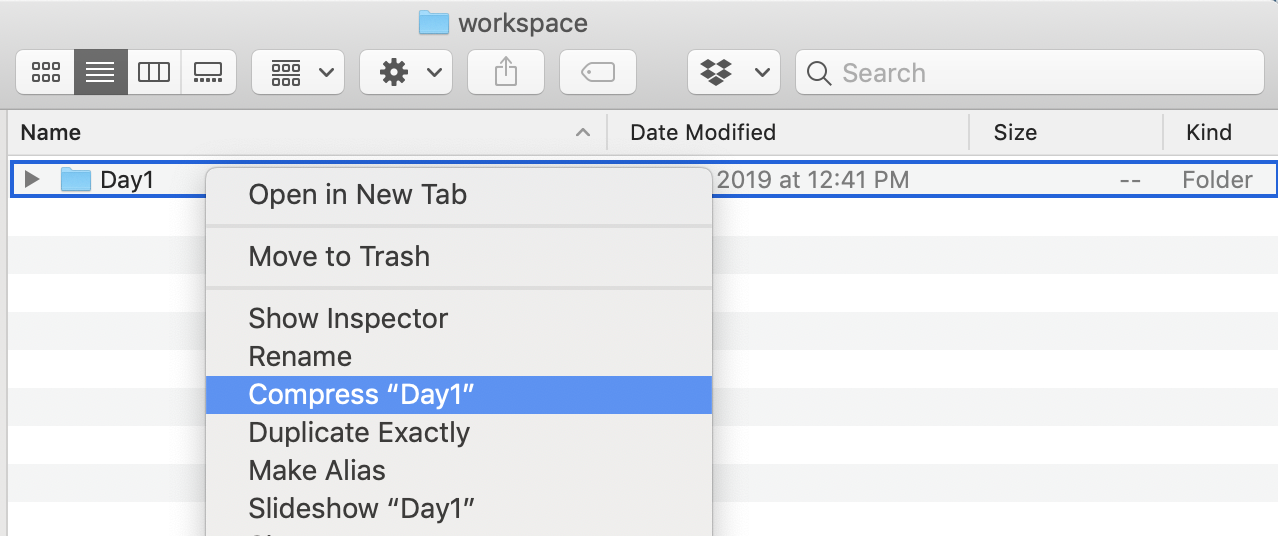 workspace
Search
Name Date Modified Size Kind
Day1 2019 at 12:41 PM -- Folder
Open in New Tab
Move to Trash
Show Inspector
Rename
Compress “Day1”
Duplicate Exactly
Make Alias
Slideshow “Day1”